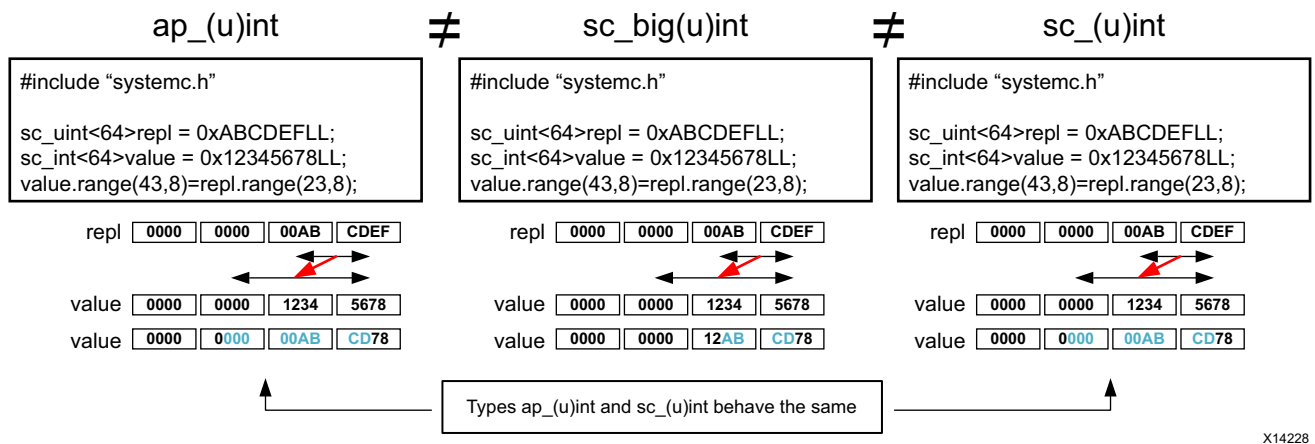 ap_(u)int ≠ sc_big(u)int ≠ sc_(u)int
#include “systemc.h”
sc_uint<64>repl = 0xABCDEFLL;
sc_int<64>value = 0x12345678LL;
value.range(43,8)=repl.range(23,8);
repl 0000 0000 00AB CDEF
value 0000 0000 1234 5678
value 0000 0000 00AB CD78
#include “systemc.h”
sc_uint<64>repl = 0xABCDEFLL;
sc_int<64>value = 0x12345678LL;
value.range(43,8)=repl.range(23,8);
repl 0000 0000 00AB CDEF
value 0000 0000 1234 5678
value 0000 0000 12AB CD78
#include “systemc.h”
sc_uint<64>repl = 0xABCDEFLL;
sc_int<64>value = 0x12345678LL;
value.range(43,8)=repl.range(23,8);
repl 0000 0000 00AB CDEF
value 0000 0000 1234 5678
value 0000 0000 00AB CD78
Types ap_(u)int and sc_(u)int behave the same
X14228